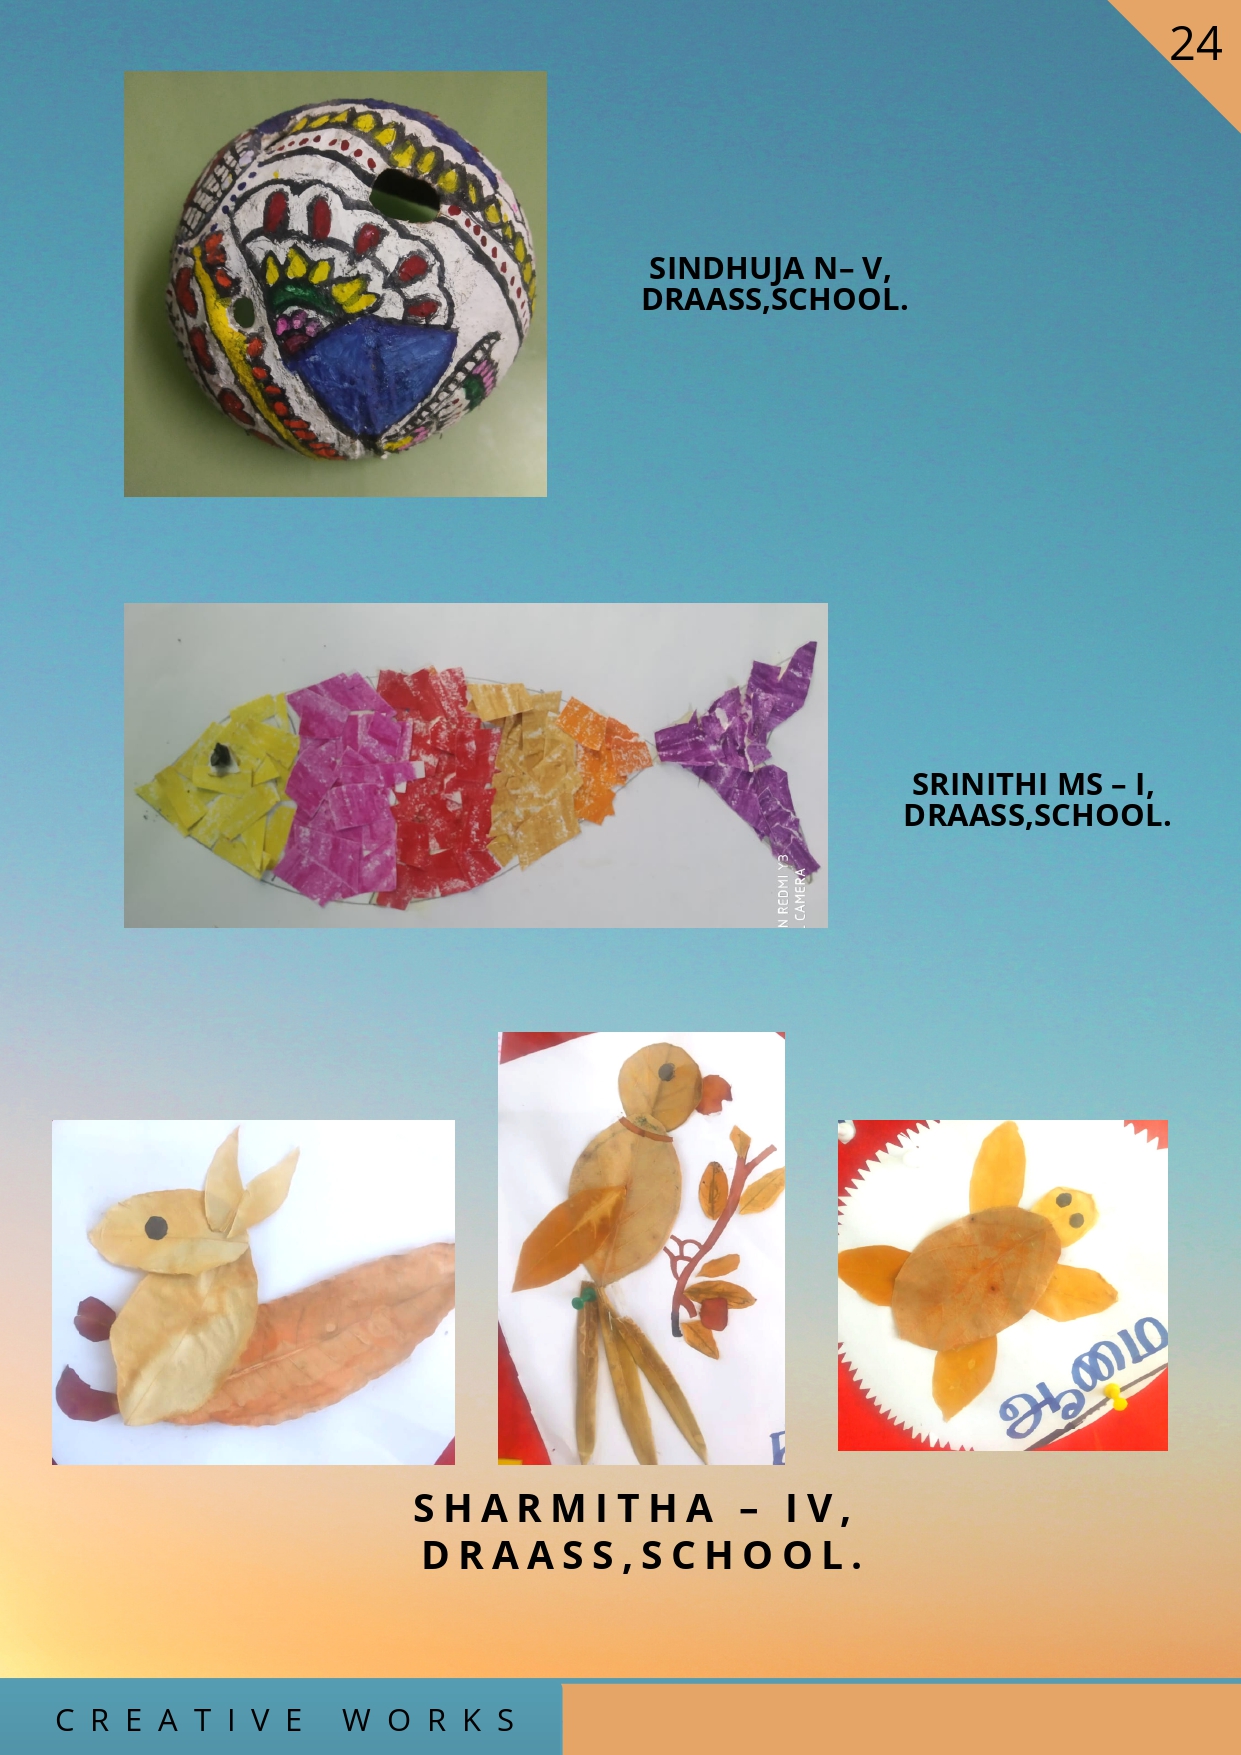 24
SINDHUJA N– V,
DRAASS,SCHOOL.
N REDMI Y3
CAMERA
SRINITHI MS – I,
DRAASS,SCHOOL.
ஆமை
SHARMITHA – IV,
DRAASS,SCHOOL.
CREATIVE WORKS